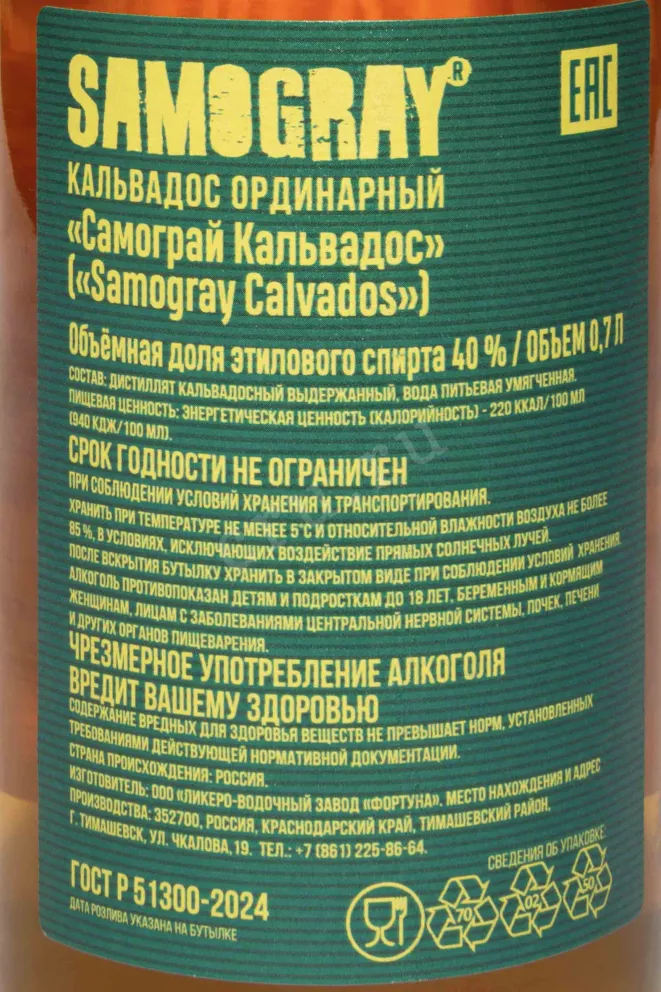 SAMOGRAY®
EAC
КАЛЬВАДОС ОРДИНАРНЫЙ
«Самограй Кальвадос»
(«Samogray Calvados»)
Объёмная доля этилового спирта 40 % / ОБЪЕМ 0,7 Л
СОСТАВ: ДИСТИЛЛЯТ КАЛЬВАДОСНЫЙ ВЫДЕРЖАННЫЙ, ВОДА ПИТЬЕВАЯ УМЯГЧЕННАЯ.
ПИЩЕВАЯ ЦЕННОСТЬ: ЭНЕРГЕТИЧЕСКАЯ ЦЕННОСТЬ (КАЛОРИЙНОСТЬ) - 220 ККАЛ/100 МЛ
(940 КДЖ/100 МЛ).
СРОК ГОДНОСТИ НЕ ОГРАНИЧЕН
ПРИ СОБЛЮДЕНИИ УСЛОВИЙ ХРАНЕНИЯ И ТРАНСПОРТИРОВАНИЯ.
ХРАНИТЬ ПРИ ТЕМПЕРАТУРЕ НЕ МЕНЕЕ 5°С И ОТНОСИТЕЛЬНОЙ ВЛАЖНОСТИ ВОЗДУХА НЕ БОЛЕЕ
85 %, В УСЛОВИЯХ, ИСКЛЮЧАЮЩИХ ВОЗДЕЙСТВИЕ ПРЯМЫХ СОЛНЕЧНЫХ ЛУЧЕЙ.
ПОСЛЕ ВСКРЫТИЯ БУТЫЛКУ ХРАНИТЬ В ЗАКРЫТОМ ВИДЕ ПРИ СОБЛЮДЕНИИ УСЛОВИЙ ХРАНЕНИЯ.
АЛКОГОЛЬ ПРОТИВОПОКАЗАН ДЕТЯМ И ПОДРОСТКАМ ДО 18 ЛЕТ, БЕРЕМЕННЫМ И КОРМЯЩИМ
ЖЕНЩИНАМ, ЛИЦАМ С ЗАБОЛЕВАНИЯМИ ЦЕНТРАЛЬНОЙ НЕРВНОЙ СИСТЕМЫ, ПОЧЕК, ПЕЧЕНИ
И ДРУГИХ ОРГАНОВ ПИЩЕВАРЕНИЯ.
ЧРЕЗМЕРНОЕ УПОТРЕБЛЕНИЕ АЛКОГОЛЯ
ВРЕДИТ ВАШЕМУ ЗДОРОВЬЮ
СОДЕРЖАНИЕ ВРЕДНЫХ ДЛЯ ЗДОРОВЬЯ ВЕЩЕСТВ НЕ ПРЕВЫШАЕТ НОРМ, УСТАНОВЛЕННЫХ
ТРЕБОВАНИЯМИ ДЕЙСТВУЮЩЕЙ НОРМАТИВНОЙ ДОКУМЕНТАЦИИ.
СТРАНА ПРОИСХОЖДЕНИЯ: РОССИЯ.
ИЗГОТОВИТЕЛЬ: ООО «ЛИКЕРО-ВОДОЧНЫЙ ЗАВОД «ФОРТУНА». МЕСТО НАХОЖДЕНИЯ И АДРЕС
ПРОИЗВОДСТВА: 352700, РОССИЯ, КРАСНОДАРСКИЙ КРАЙ, ТИМАШЕВСКИЙ РАЙОН,
Г. ТИМАШЕВСК, УЛ. ЧКАЛОВА,19. ТЕЛ.: +7 (861) 225-86-64.
СВЕДЕНИЯ ОБ УПАКОВКЕ:
ГОСТ Р 51300-2024
ДАТА РОЗЛИВА УКАЗАНА НА БУТЫЛКЕ
70 02 50